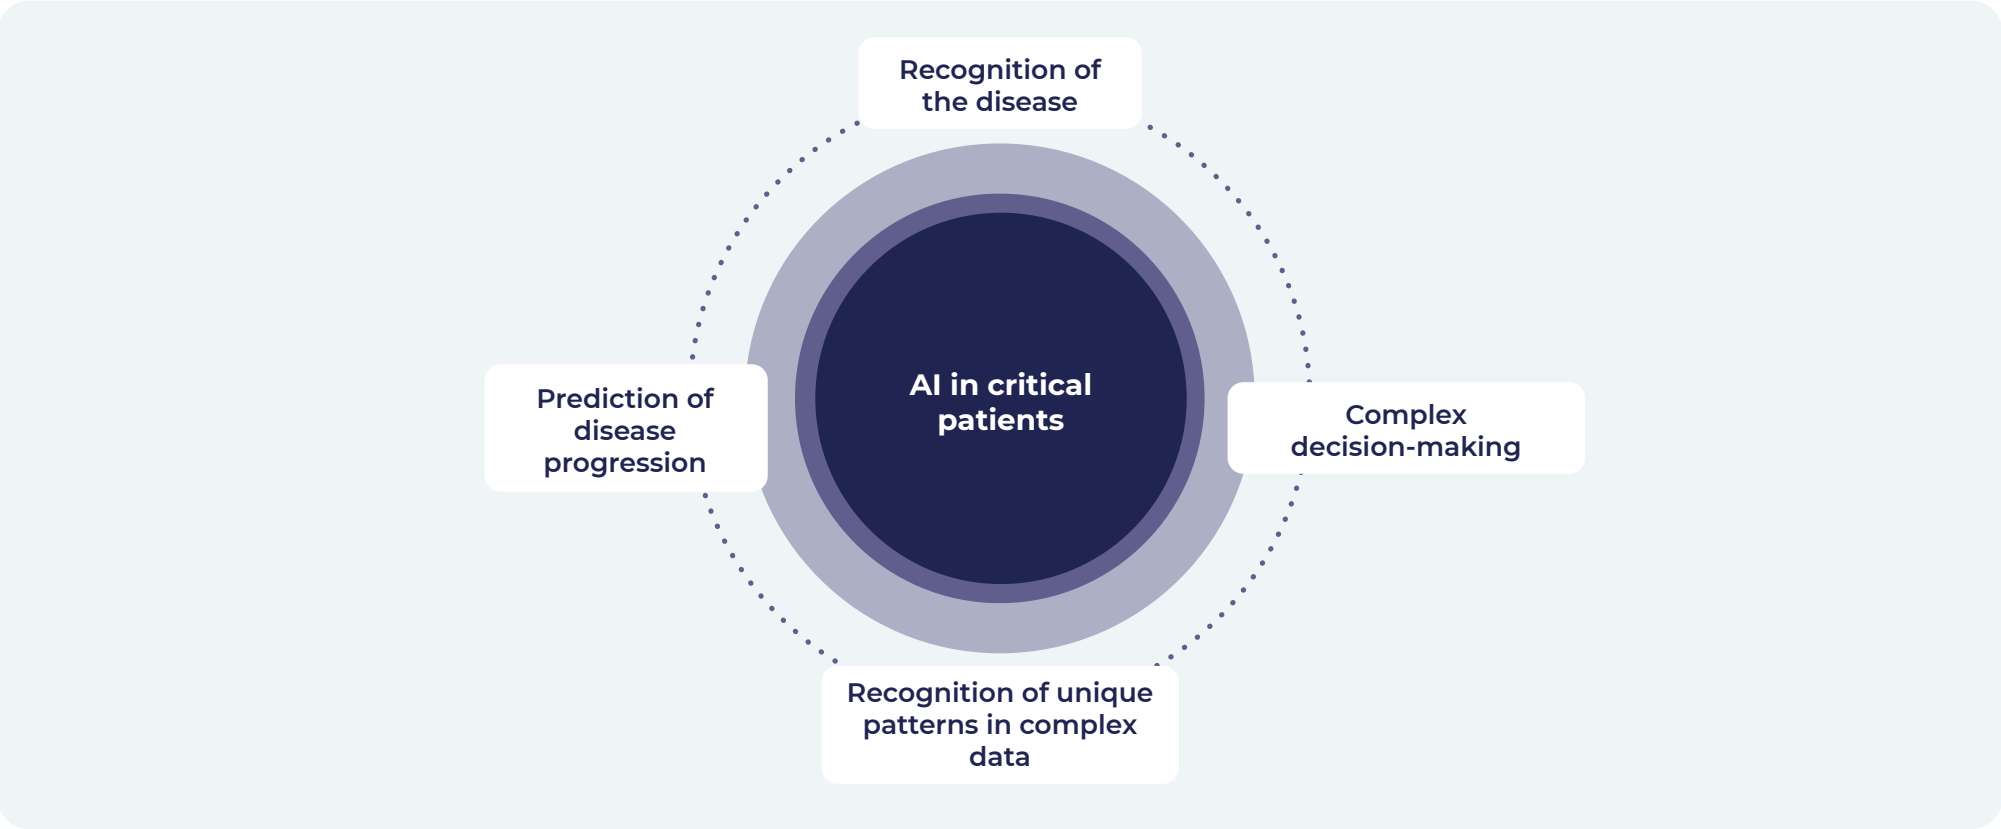 Recognition of
the disease
Prediction of
disease
progression
AI in critical
patients
Complex
decision-making
Recognition of unique
patterns in complex
data